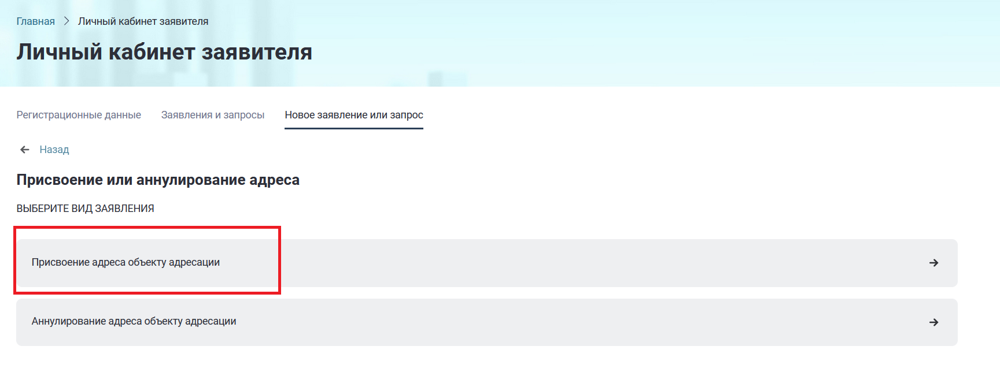 Главная > Личный кабинет заявителя
Личный кабинет заявителя
Регистрационные данные Заявления и запросы Новое заявление или запрос
← Назад
Присвоение или аннулирование адреса
ВЫБЕРИТЕ ВИД ЗАЯВЛЕНИЯ
Присвоение адреса объекту адресации →
Аннулирование адреса объекту адресации →